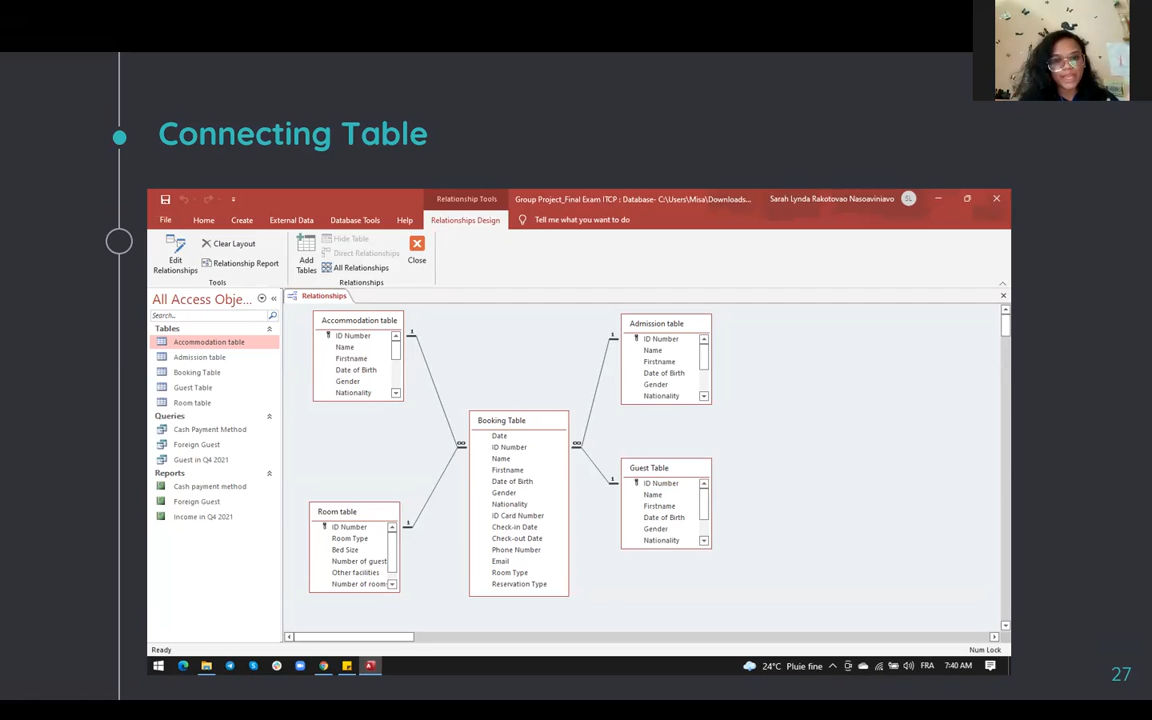 Connecting Table
Relationship Tools
Group Project_Final Exam ITCP : Database- C:\Users\Misa\Downloads...
Sarah Lynda Rakotovao Nasoaviniavo
SL
File
Home
Create
External Data
Database Tools
Help
Relationships Design
Tell me what you want to do
Edit
Relationships
Clear Layout
Relationship Report
Tools
Add
Tables
Hide Table
Direct Relationships
All Relationships
Close
Relationships
All Access Obje...
Search...
Tables
Accommodation table
Admission table
Booking Table
Guest Table
Room table
Queries
Cash Payment Method
Foreign Guest
Guest in Q4 2021
Reports
Cash payment method
Foreign Guest
Income in Q4 2021
Relationships
Accommodation table
ID Number
Name
Firstname
Date of Birth
Gender
Nationality
1
Room table
ID Number
Room Type
Bed Size
Number of guest
Other facilities
Number of room
1
∞
Booking Table
Date
ID Number
Name
Firstname
Date of Birth
Gender
Nationality
ID Card Number
Check-in Date
Check-out Date
Phone Number
Email
Room Type
Reservation Type
∞
1
Admission table
ID Number
Name
Firstname
Date of Birth
Gender
Nationality
1
Guest Table
ID Number
Name
Firstname
Date of Birth
Gender
Nationality
Ready
Num Lock
24°C Pluie fine
FRA
7:40 AM
27